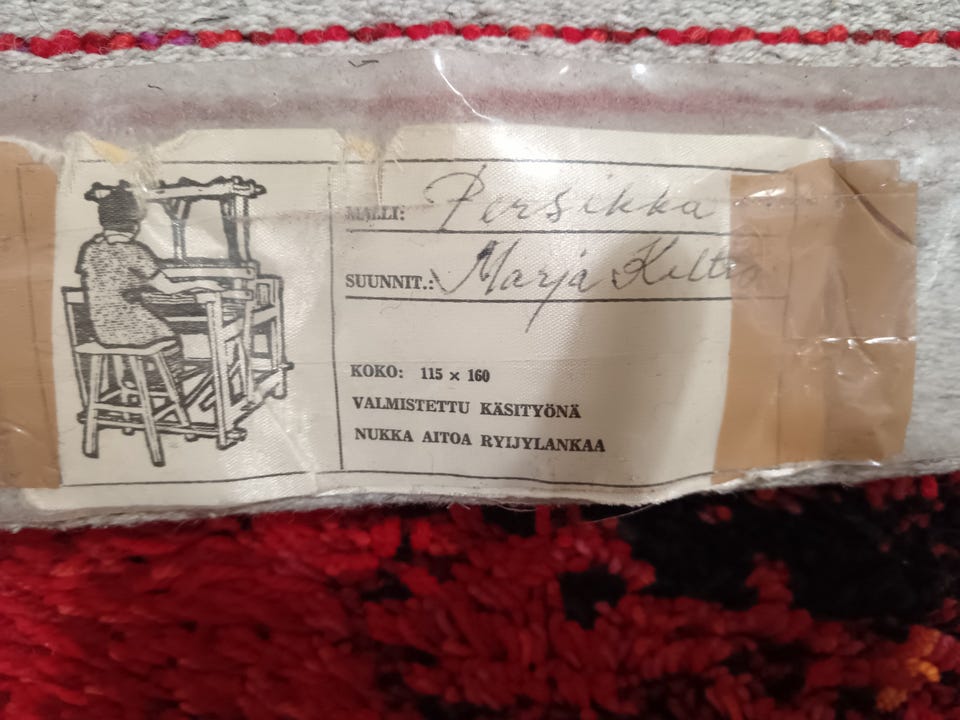 MALLI: Persikka
SUUNNIT.: Marja
KOKO: 115 x 160
VALMISTETTU KÄSITYÖNÄ
NUKKA AITOA RYIJYLANKAA